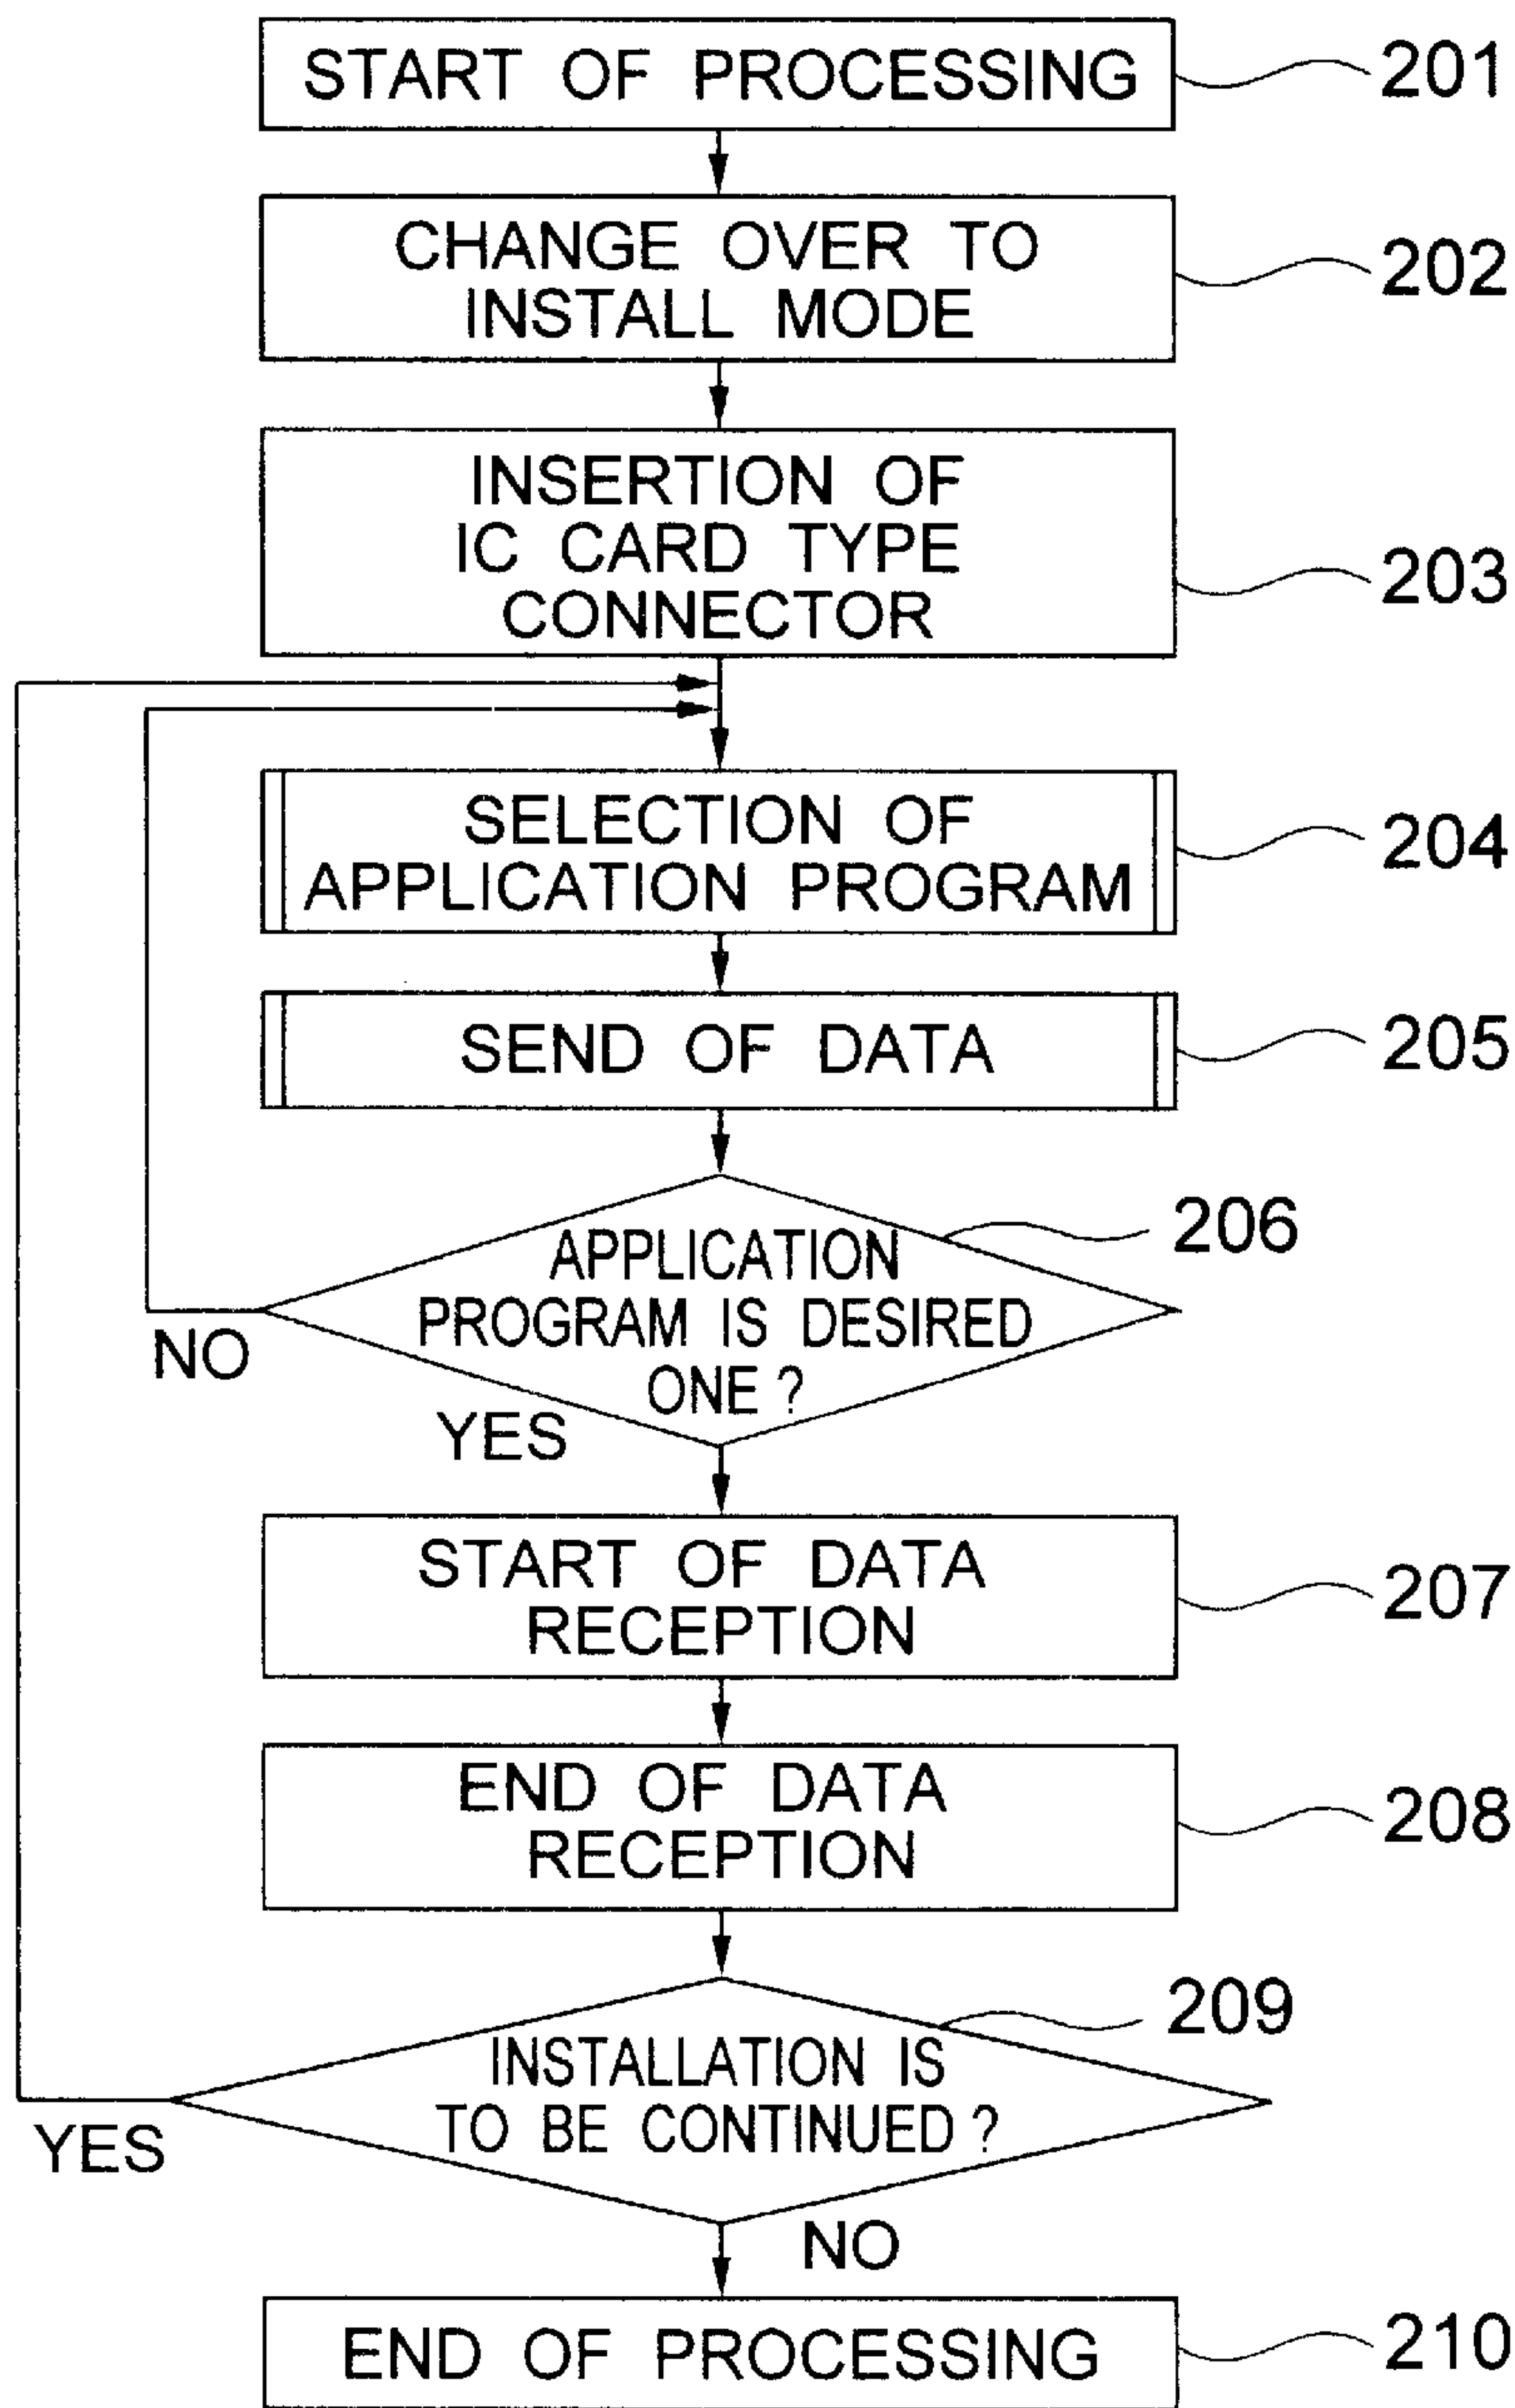 START OF PROCESSING
201
CHANGE OVER TO
INSTALL MODE
202
INSERTION OF
IC CARD TYPE
CONNECTOR
203
SELECTION OF
APPLICATION PROGRAM
204
SEND OF DATA
205
206
APPLICATION
PROGRAM IS DESIRED
ONE ?
NO
YES
START OF DATA
RECEPTION
207
END OF DATA
RECEPTION
208
209
INSTALLATION IS
TO BE CONTINUED ?
YES
NO
END OF PROCESSING
210